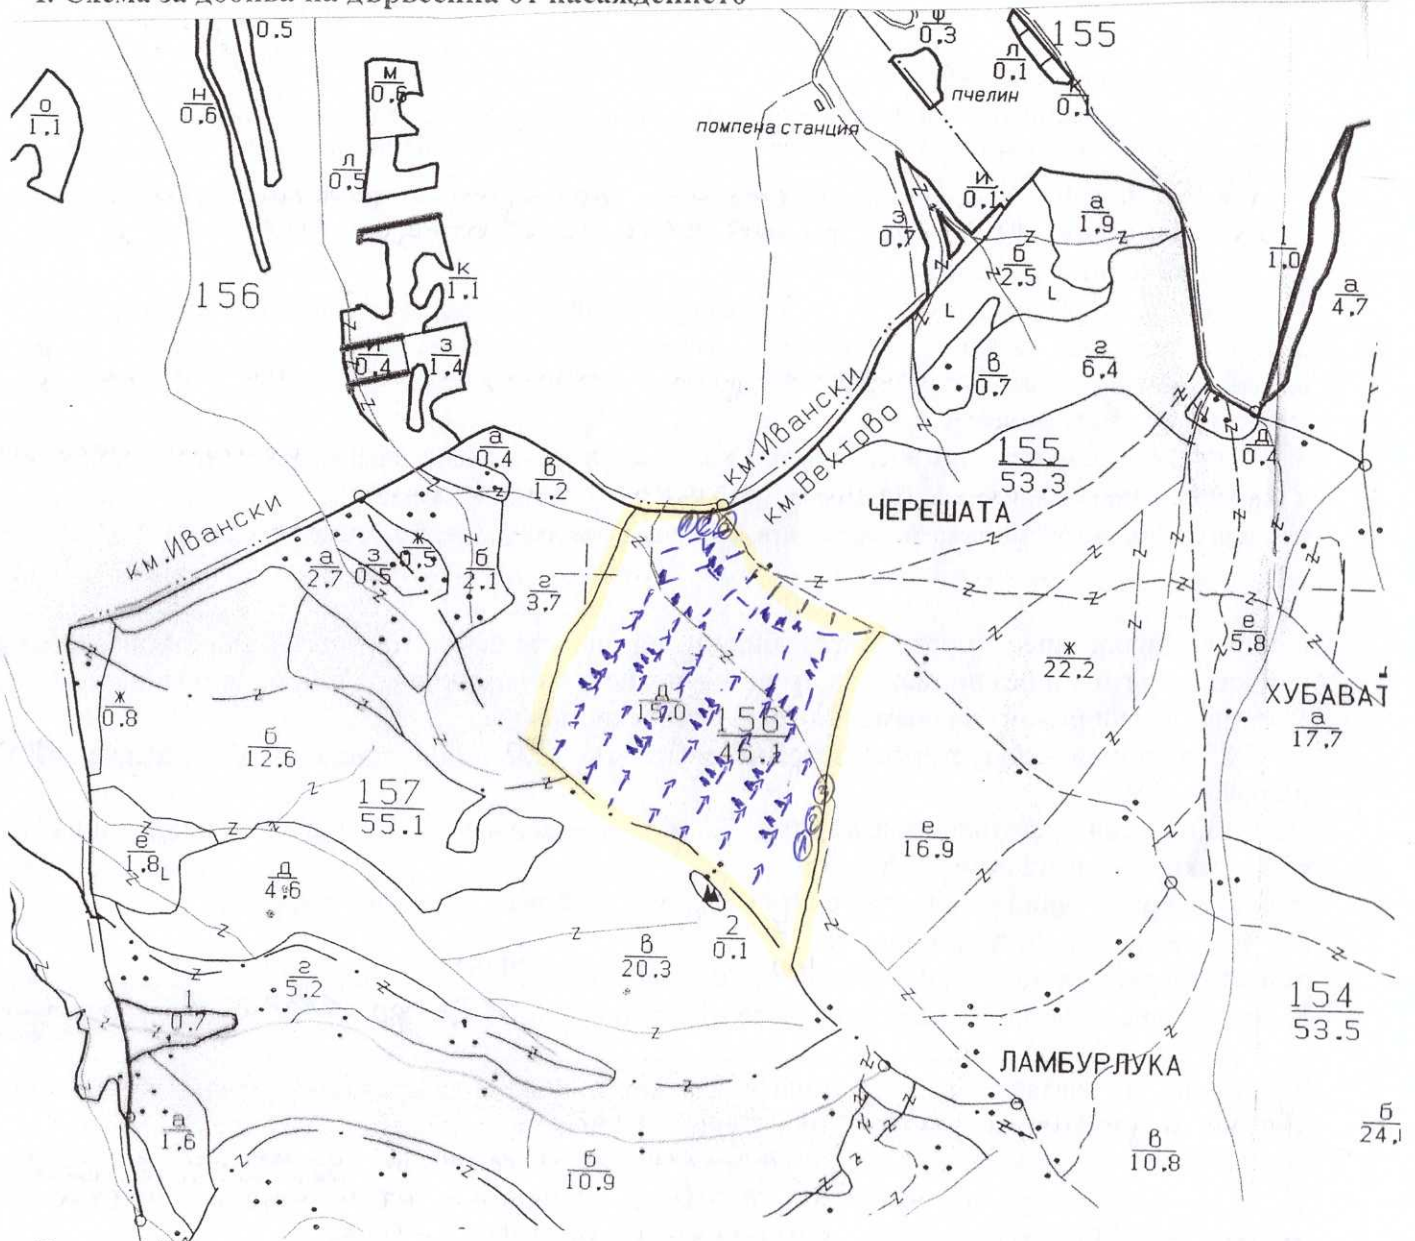 1. Схема за добива на дървесина от насаждението
0.5
ф
0.3
л
0.1
155
0.1
м
0.6
н
0.6
о
1.1
пчелин
помпена станция
л
0.5
и
0.1
а
1.9
з
0.7
б
2.5
1
1.0
а
4.7
к
1.1
156
L
L
и
0.4
з
1.4
в
0.7
г
6.4
км.Ивански
км.Вехтово
155
53.3
д
0.4
а
0.4
в
1.2
ЧЕРЕШАТА
км.Ивански
а
2.7
з
0.5
ж
0.5
б
2.1
г
3.7
е
5.8
ж
22.2
ХУБАВАТ
а
17.7
ж
0.8
д
15.0
156
46.1
б
12.6
157
55.1
3
2
1
е
16.9
е
1.8
L
д
4.6
2
0.1
в
20.3
г
5.2
1
0.7
154
53.5
ЛАМБУРЛУКА
а
1.6
б
10.9
в
10.8
б
24.1